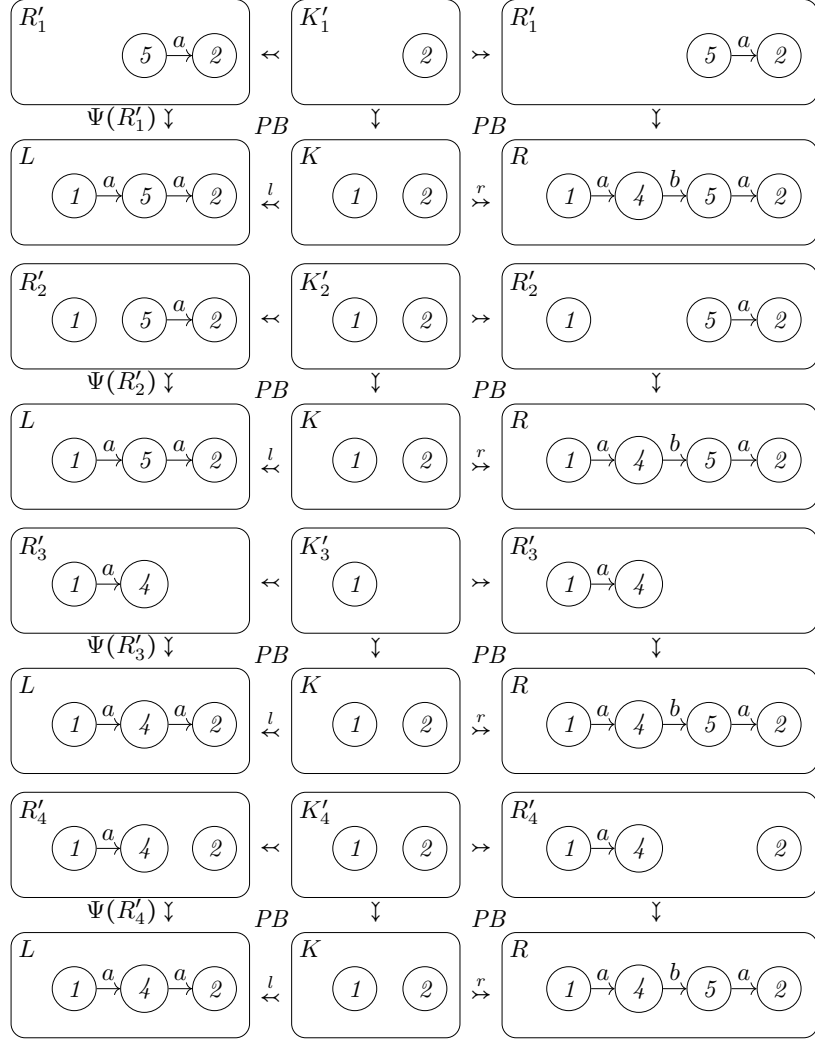 R′₁ K′₁ R′₁
5 a 2 2 5 a 2
Ψ(R′₁) PB PB
L K R
1 a 5 a 2 l 1 2 r 1 a 4 b 5 a 2
R′₂ K′₂ R′₂
1 5 a 2 1 2 1 5 a 2
Ψ(R′₂) PB PB
L K R
1 a 5 a 2 l 1 2 r 1 a 4 b 5 a 2
R′₃ K′₃ R′₃
1 a 4 1 1 a 4
Ψ(R′₃) PB PB
L K R
1 a 4 a 2 l 1 2 r 1 a 4 b 5 a 2
R′₄ K′₄ R′₄
1 a 4 2 1 2 1 a 4 2
Ψ(R′₄) PB PB
L K R
1 a 4 a 2 l 1 2 r 1 a 4 b 5 a 2